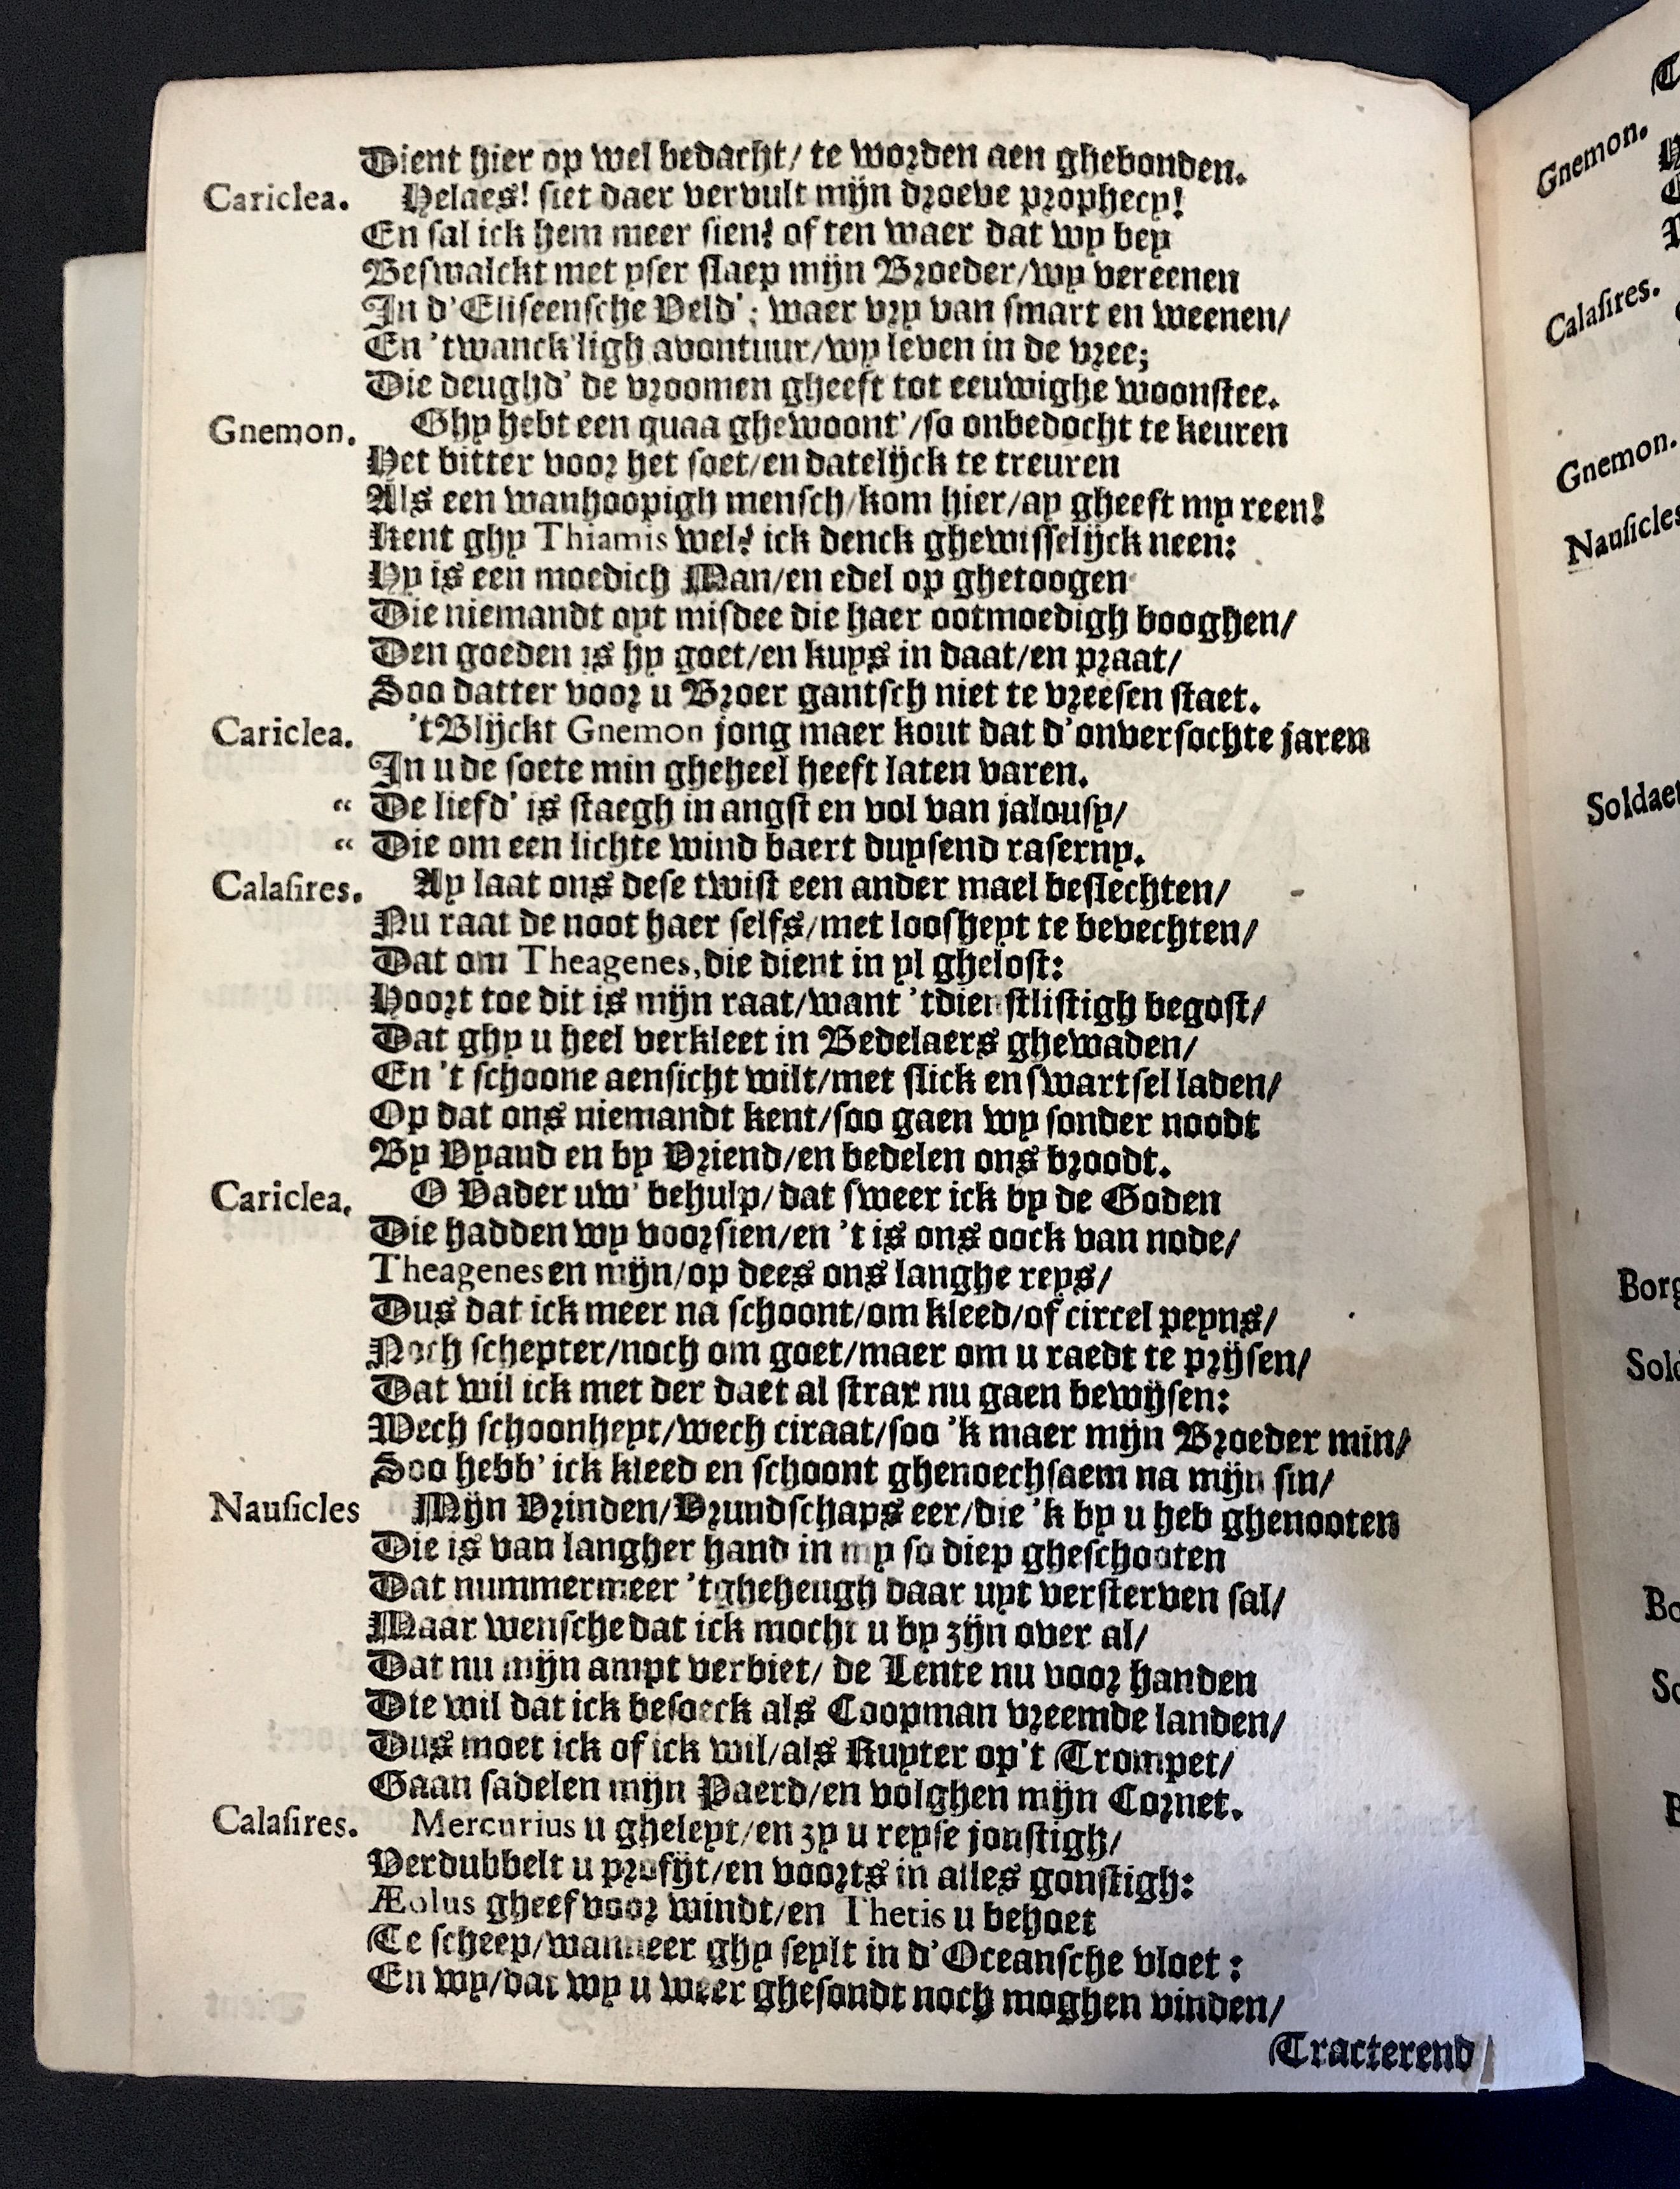 Dient hier op wel bedacht/ te worden aen ghebonden.
Cariclea. Helaes! siet daer vervult mijn droeve prophecy!
En sal ick hem meer sien? of ten waer dat wy bey
Beswalckt met yser slaep mijn Broeder/wy vereenen
In d'Eliseensche Veld'; waer vry van smart en weenen/
En 'twanck'ligh avontuur/wy leven in de vree;
Die deughd' de vroomen gheeft tot eeuwighe woonstee.
Gnemon. Ghy hebt een quaa ghewoont'/so onbedocht te keuren
Het bitter voor het soet/en datelijck te treuren
Als een wanhoopigh mensch/kom hier/ay gheeft my reen!
Kent ghy Thiamis wel? ick denck ghewisselijck neen:
Hy is een moedich Man/en edel op ghetoogen
Die niemandt oyt misdee die haer ootmoedigh booghen/
Den goeden is hy goet/en kuys in daat/en praat/
Soo datter voor u Broer gantsch niet te vreesen staet.
Cariclea. 'tBlijckt Gnemon jong maer kout dat d'onversochte jaren
In u de soete min gheheel heeft laten varen.
“ De liefd' is staegh in angst en vol van jalousy/
“ Die om een lichte wind baert duysend raserny.
Calasires. Ay laat ons dese twist een ander mael beslechten/
Nu raat de noot haer selfs/met loosheyt te bevechten/
Dat om Theagenes, die dient in yl ghelost:
Hoort toe dit is mijn raat/want 'tdienstlistigh begost/
Dat ghy u heel verkleet in Bedelaers ghewaden/
En 't schoone aensicht wilt/met slick en swartsel laden/
Op dat ons niemandt kent/soo gaen wy sonder noodt
By Vyand en by Vriend/en bedelen ons broodt.
Cariclea. O Vader uw' behulp/dat sweer ick by de Goden
Die hadden wy voorsien/en 't is ons oock van node/
Theagenes en mijn/op dees ons langhe reys/
Dus dat ick meer na schoont/om kleed/of circel peyns/
Noch schepter/noch om goet/maer om u raedt te prijsen/
Dat wil ick met der daet al strax nu gaen bewijsen:
Wech schoonheyt/wech ciraat/soo 'k maer mijn Broeder min/
Soo hebb' ick kleed en schoont ghenoechsaem na mijn sin/
Nausicles Mijn Vrinden/Vrundschaps eer/die 'k by u heb ghenooten
Die is van langher hand in my so diep gheschooten
Dat nummermeer 'tgheheugh daar uyt versterven sal/
Maar wensche dat ick mocht u by zijn over al/
Dat nu mijn ampt verbiet/ de Lente nu voor handen
Die wil dat ick besoeck als Coopman vreemde landen/
Dus moet ick of ick wil/als Ruyter op't Trompet/
Gaan sadelen mijn Paerd/en volghen mijn Cornet.
Calasires. Mercurius u gheleyt/en zy u reyse jonstigh/
Verdubbelt u profijt/en voorts in alles gonstigh:
Æolus gheef voor windt/en Thetis u behoet
Te scheep/wanneer ghy seylt in d'Oceansche vloet:
En wy/dat wy u weer ghesondt noch moghen vinden/
Tracterend
Gnemon.
Calasires.
Gnemon.